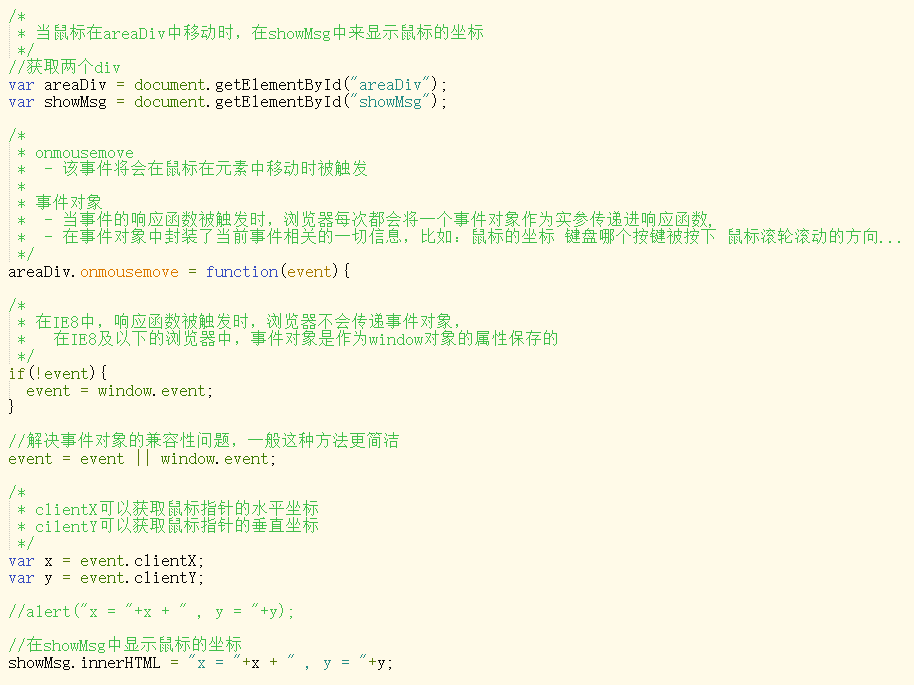 /*
 * 当鼠标在areaDiv中移动时，在showMsg中来显示鼠标的坐标
 */
//获取两个div
var areaDiv = document.getElementById("areaDiv");
var showMsg = document.getElementById("showMsg");
/*
 * onmousemove
 *  - 该事件将会在鼠标在元素中移动时被触发
 *
 * 事件对象
 *  - 当事件的响应函数被触发时，浏览器每次都会将一个事件对象作为实参传递进响应函数,
 *  - 在事件对象中封装了当前事件相关的一切信息，比如：鼠标的坐标 键盘哪个按键被按下 鼠标滚轮滚动的方向...
 */
areaDiv.onmousemove = function(event){
/*
 * 在IE8中，响应函数被触发时，浏览器不会传递事件对象，
 *   在IE8及以下的浏览器中，事件对象是作为window对象的属性保存的
 */
if(!event){
  event = window.event;
}
//解决事件对象的兼容性问题，一般这种方法更简洁
event = event || window.event;
/*
 * clientX可以获取鼠标指针的水平坐标
 * cilentY可以获取鼠标指针的垂直坐标
 */
var x = event.clientX;
var y = event.clientY;
//alert("x = "+x + " , y = "+y);
//在showMsg中显示鼠标的坐标
showMsg.innerHTML = "x = "+x + " , y = "+y;